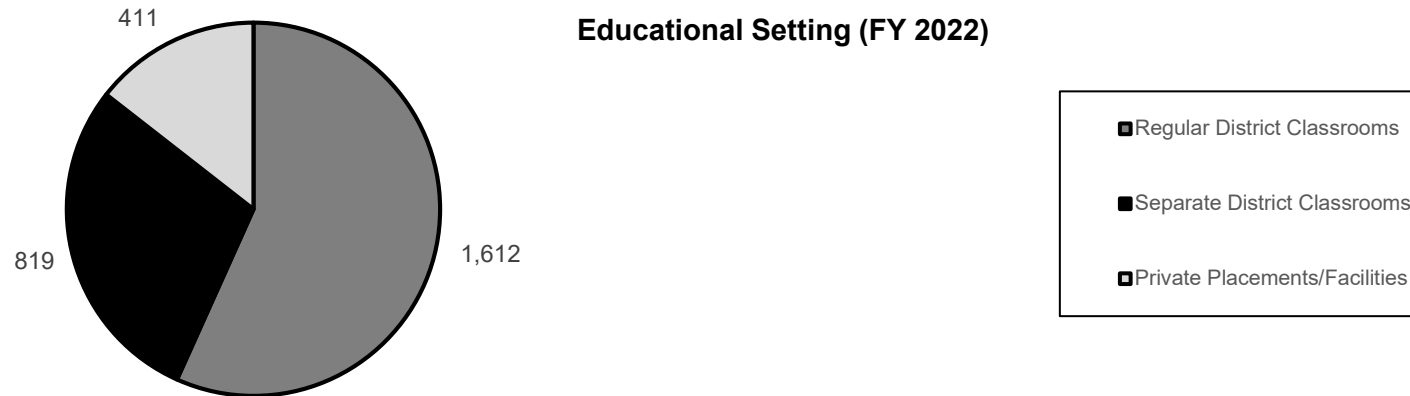 411
Educational Setting (FY 2022)
Regular District Classrooms
Separate District Classrooms
819
1,612
Private Placements/Facilities